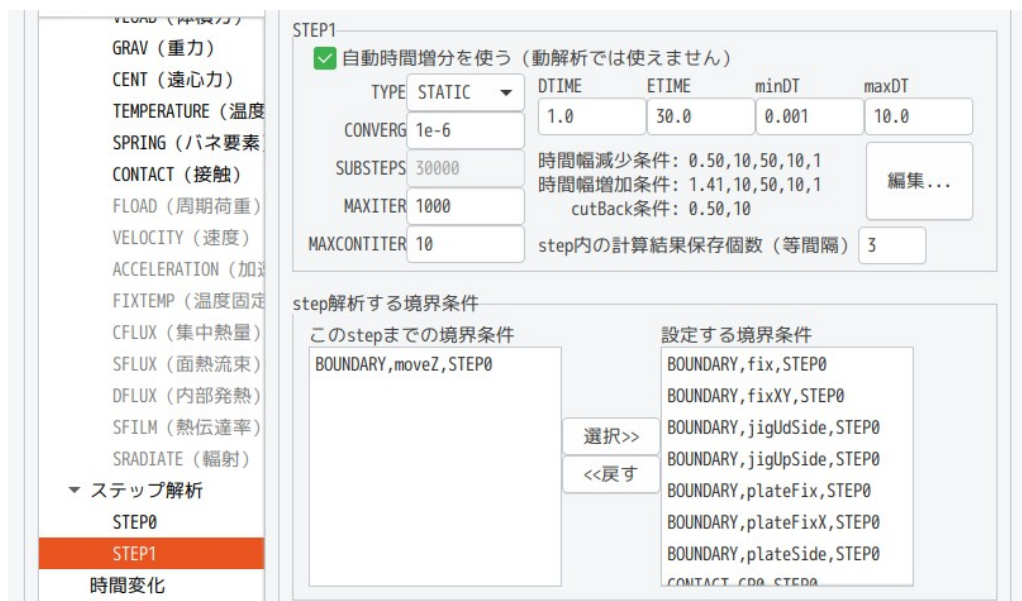 VLOAD (体積力)
GRAV (重力)
CENT (遠心力)
TEMPERATURE (温度
SPRING (バネ要素
CONTACT (接触)
FLOAD (周期荷重)
VELOCITY (速度)
ACCELERATION (加速
FIXTEMP (温度固定
CFLUX (集中熱量)
SFLUX (面熱流束)
DFLUX (内部発熱)
SFILM (熱伝達率)
SRADIATE (輻射)
ステップ解析
STEP0
STEP1
時間変化
STEP1
自動時間増分を使う (動解析では使えません)
TYPE STATIC
DTIME ETIME minDT maxDT
1.0 30.0 0.001 10.0
CONVERG 1e-6
SUBSTEPS 30000
MAXITER 1000
MAXCONTITER 10
時間幅減少条件: 0.50,10,50,10,1
時間幅増加条件: 1.41,10,50,10,1
cutBack条件: 0.50,10
編集...
step内の計算結果保存個数 (等間隔) 3
step解析する境界条件
このstepまでの境界条件
BOUNDARY,moveZ,STEP0
選択>>
<<戻す
設定する境界条件
BOUNDARY,fix,STEP0
BOUNDARY,fixXY,STEP0
BOUNDARY,jigUdSide,STEP0
BOUNDARY,jigUpSide,STEP0
BOUNDARY,plateFix,STEP0
BOUNDARY,plateFixX,STEP0
BOUNDARY,plateSide,STEP0
CONTACT,CP0,STEP0